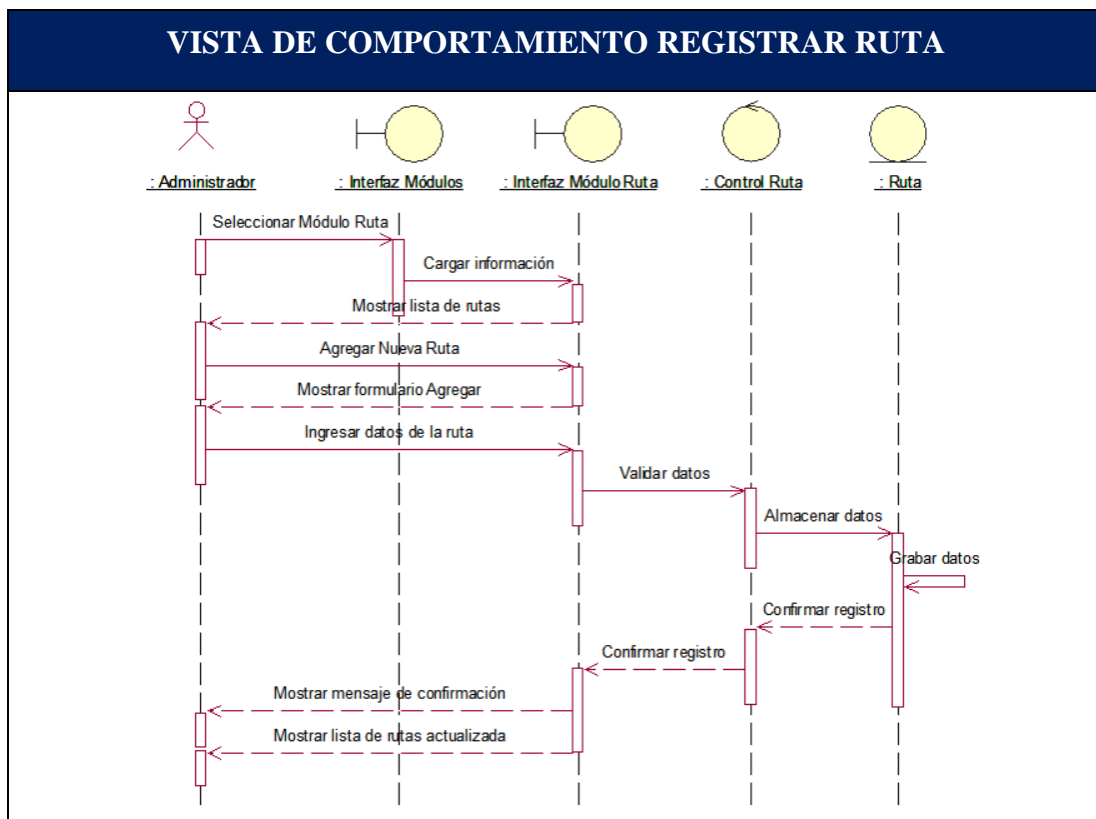 VISTA DE COMPORTAMIENTO REGISTRAR RUTA
: Administrador
: Interfaz Módulos
: Interfaz Módulo Ruta
: Control Ruta
: Ruta
Seleccionar Módulo Ruta
Cargar información
Mostrar lista de rutas
Agregar Nueva Ruta
Mostrar formulario Agregar
Ingresar datos de la ruta
Validar datos
Almacenar datos
Grabar datos
Confirmar registro
Confirmar registro
Mostrar mensaje de confirmación
Mostrar lista de rutas actualizada